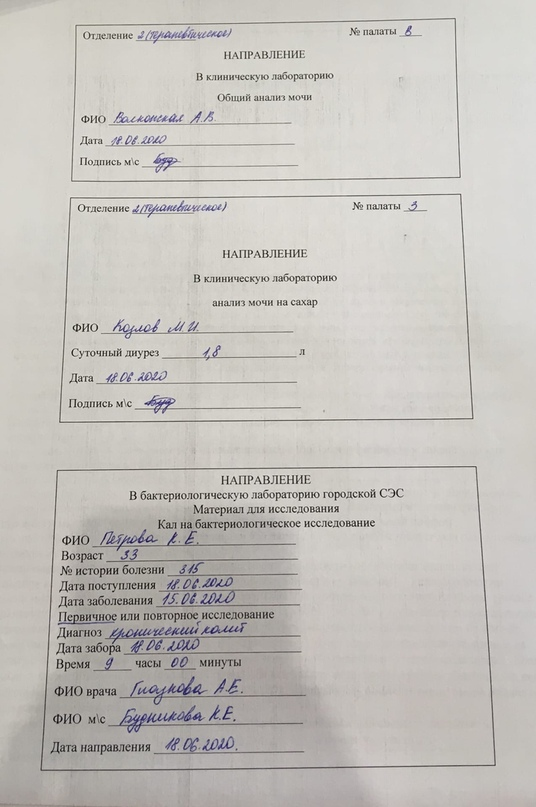 Отделение 2(терапевтическое) № палаты 8
НАПРАВЛЕНИЕ
В клиническую лабораторию
Общий анализ мочи
ФИО Волконская А.В.
Дата 18.06.2020
Подпись м\с Буд
Отделение 2(терапевтическое) № палаты 3
НАПРАВЛЕНИЕ
В клиническую лабораторию
анализ мочи на сахар
ФИО Козлов М.И.
Суточный диурез 1,8 л
Дата 18.06.2020
Подпись м\с Буд
НАПРАВЛЕНИЕ
В бактериологическую лабораторию городской СЭС
Материал для исследования
Кал на бактериологическое исследование
ФИО Петрова К.Е.
Возраст 33
№ истории болезни 315
Дата поступления 18.06.2020
Дата заболевания 15.06.2020
Первичное или повторное исследование
Диагноз хронический колит
Дата забора 18.06.2020
Время 9 часы 00 минуты
ФИО врача А.Е.
ФИО м\с Будникова К.Е.
Дата направления 18.06.2020.